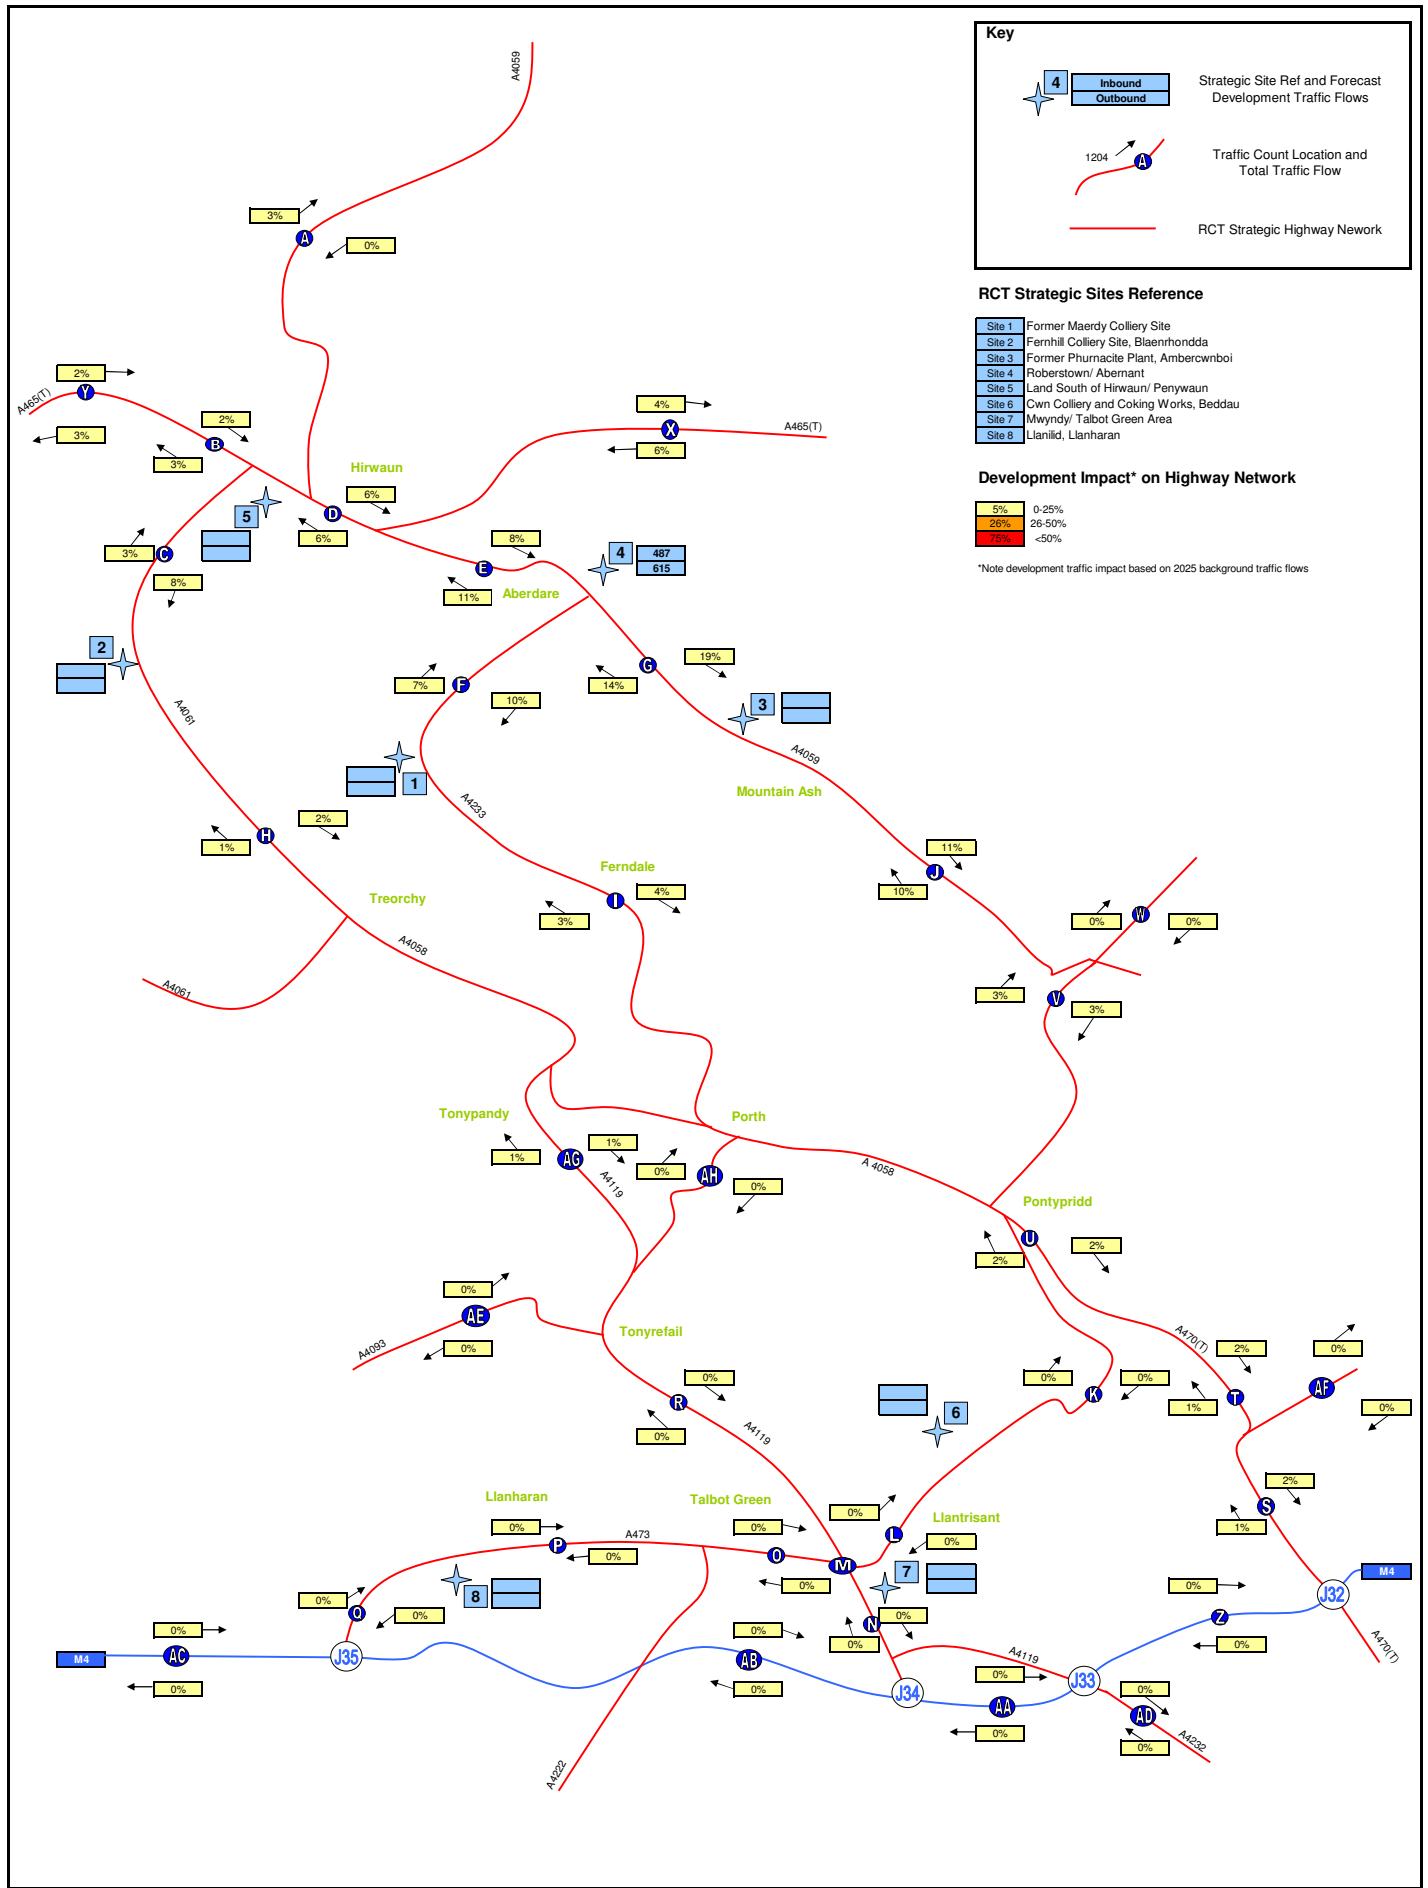 Key
4
Inbound
Outbound
Strategic Site Ref and Forecast
Development Traffic Flows
1204
A
Traffic Count Location and
Total Traffic Flow
RCT Strategic Highway Nework
RCT Strategic Sites Reference
Site 1 Former Maerdy Colliery Site
Site 2 Fernhill Colliery Site, Blaenrhondda
Site 3 Former Phurnacite Plant, Ambercwnboi
Site 4 Roberstown/ Abernant
Site 5 Land South of Hirwaun/ Penywaun
Site 6 Cwn Colliery and Coking Works, Beddau
Site 7 Mwyndy/ Talbot Green Area
Site 8 Llanilid, Llanharan
Development Impact* on Highway Network
5% 0-25%
26% 26-50%
75% <50%
*Note development traffic impact based on 2025 background traffic flows
A4059
3%
A
0%
2%
A465(T)
Y
3%
2%
B
3%
4%
X
A465(T)
6%
Hirwaun
6%
D
6%
5
3%
C
8%
8%
E
11%
Aberdare
4
487
615
2
A4061
7%
F
10%
19%
G
14%
3
A4059
Mountain Ash
1
A4233
2%
H
1%
Ferndale
4%
I
3%
11%
J
10%
Treorchy
A4058
A4061
0%
W
0%
3%
V
3%
Tonypandy
Porth
1%
AG
1%
A4119
0%
AH
0%
A 4058
Pontypridd
U
2%
2%
0%
AE
0%
A4093
Tonyrefail
A470(T)
2%
T
1%
0%
AF
0%
0%
R
0%
A4119
0%
K
0%
6
2%
S
1%
Llanharan
Talbot Green
Llantrisant
0%
P
0%
A473
0%
O
0%
M
0%
L
0%
7
8
0%
Q
0%
N
0%
0%
0%
Z
0%
M4
J32
A470(T)
M4
0%
AC
0%
J35
0%
AB
0%
J34
A4119
0%
AA
0%
J33
0%
AD
0%
A4232
A4222